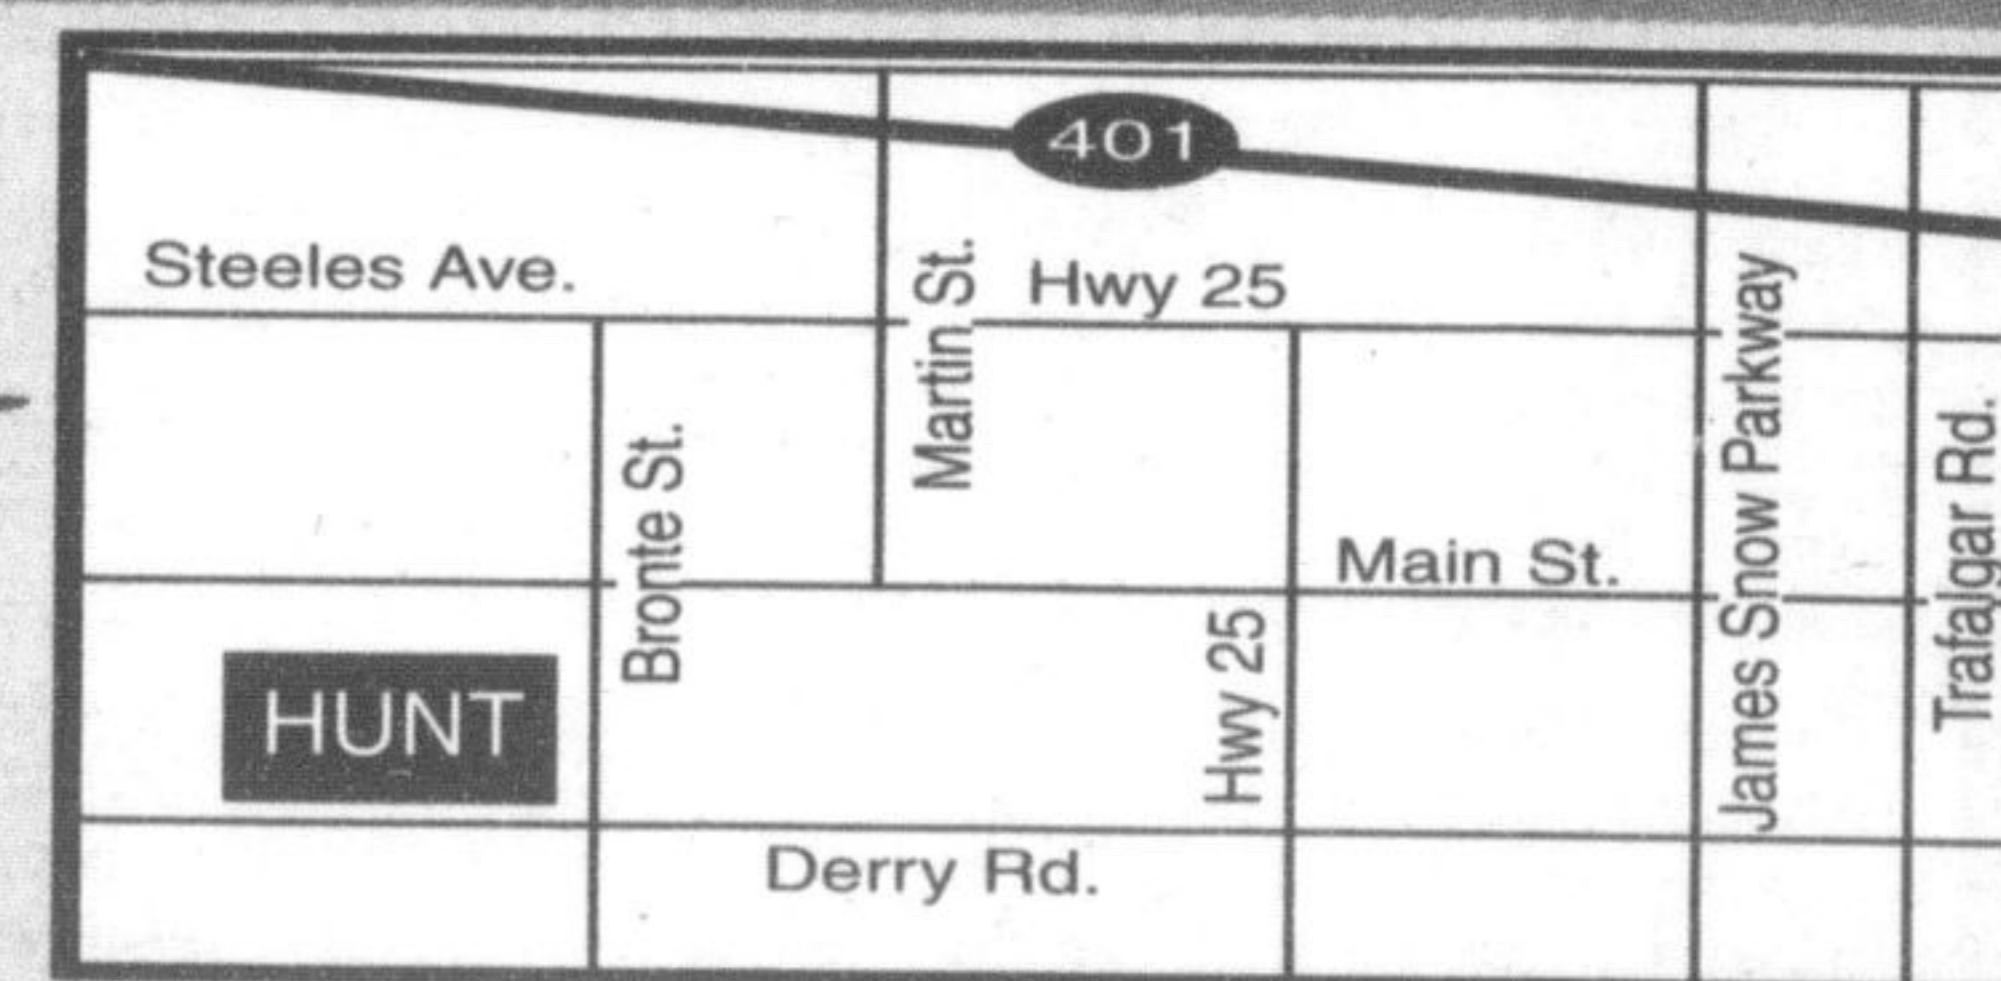 401
Steeles Ave.
Martin St.
Hwy 25
James Snow Parkway
Trafalgar Rd.
Bronte St.
Main St.
Hwy 25
HUNT
Derry Rd.